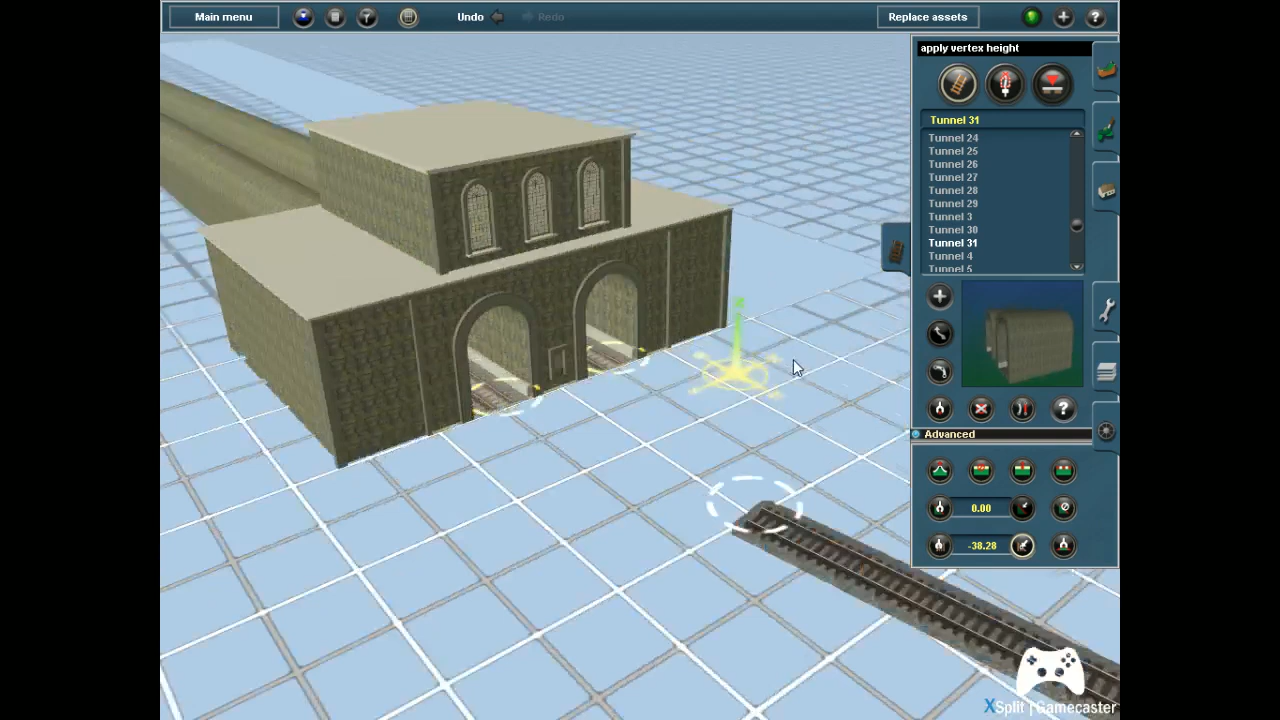 Main menu
Undo
Redo
Replace assets
?
apply vertex height
Tunnel 31
Tunnel 24
Tunnel 25
Tunnel 26
Tunnel 27
Tunnel 28
Tunnel 29
Tunnel 3
Tunnel 30
Tunnel 31
Tunnel 4
Tunnel 5
?
Advanced
0.00
-38.28
XSplit | Gamecaster